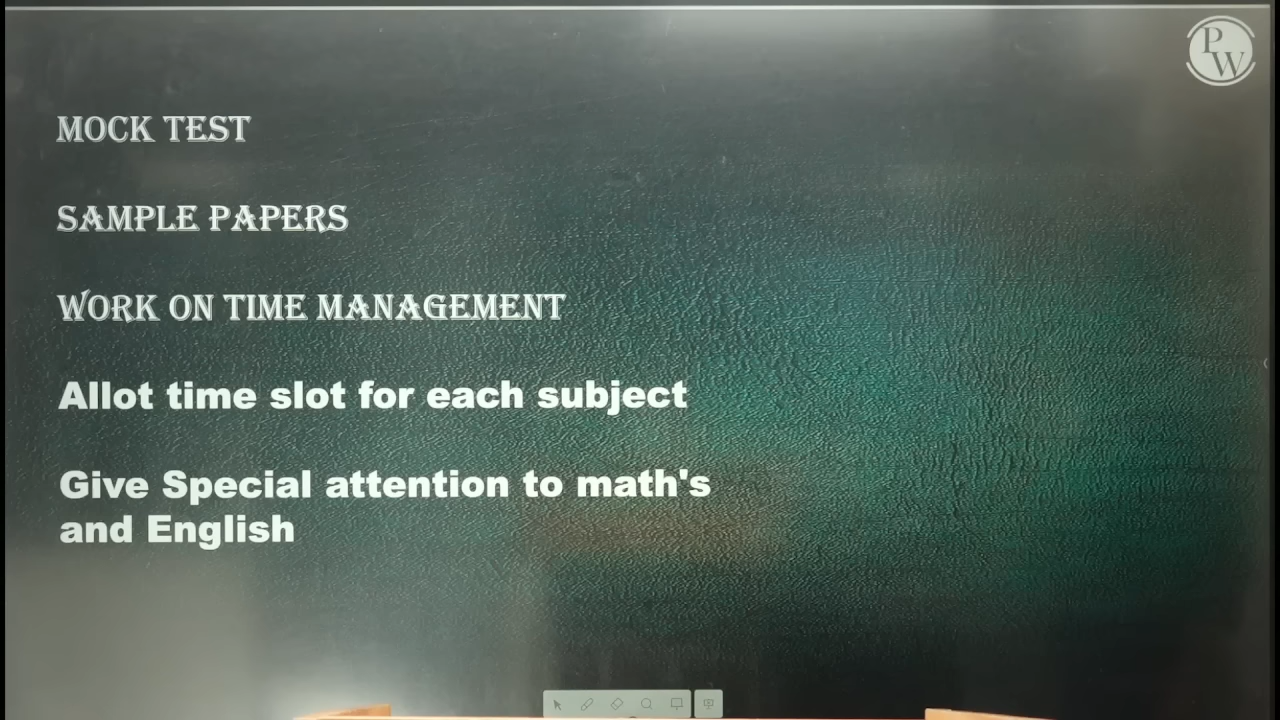 PW
MOCK TEST
SAMPLE PAPERS
WORK ON TIME MANAGEMENT
Allot time slot for each subject
Give Special attention to math's
and English